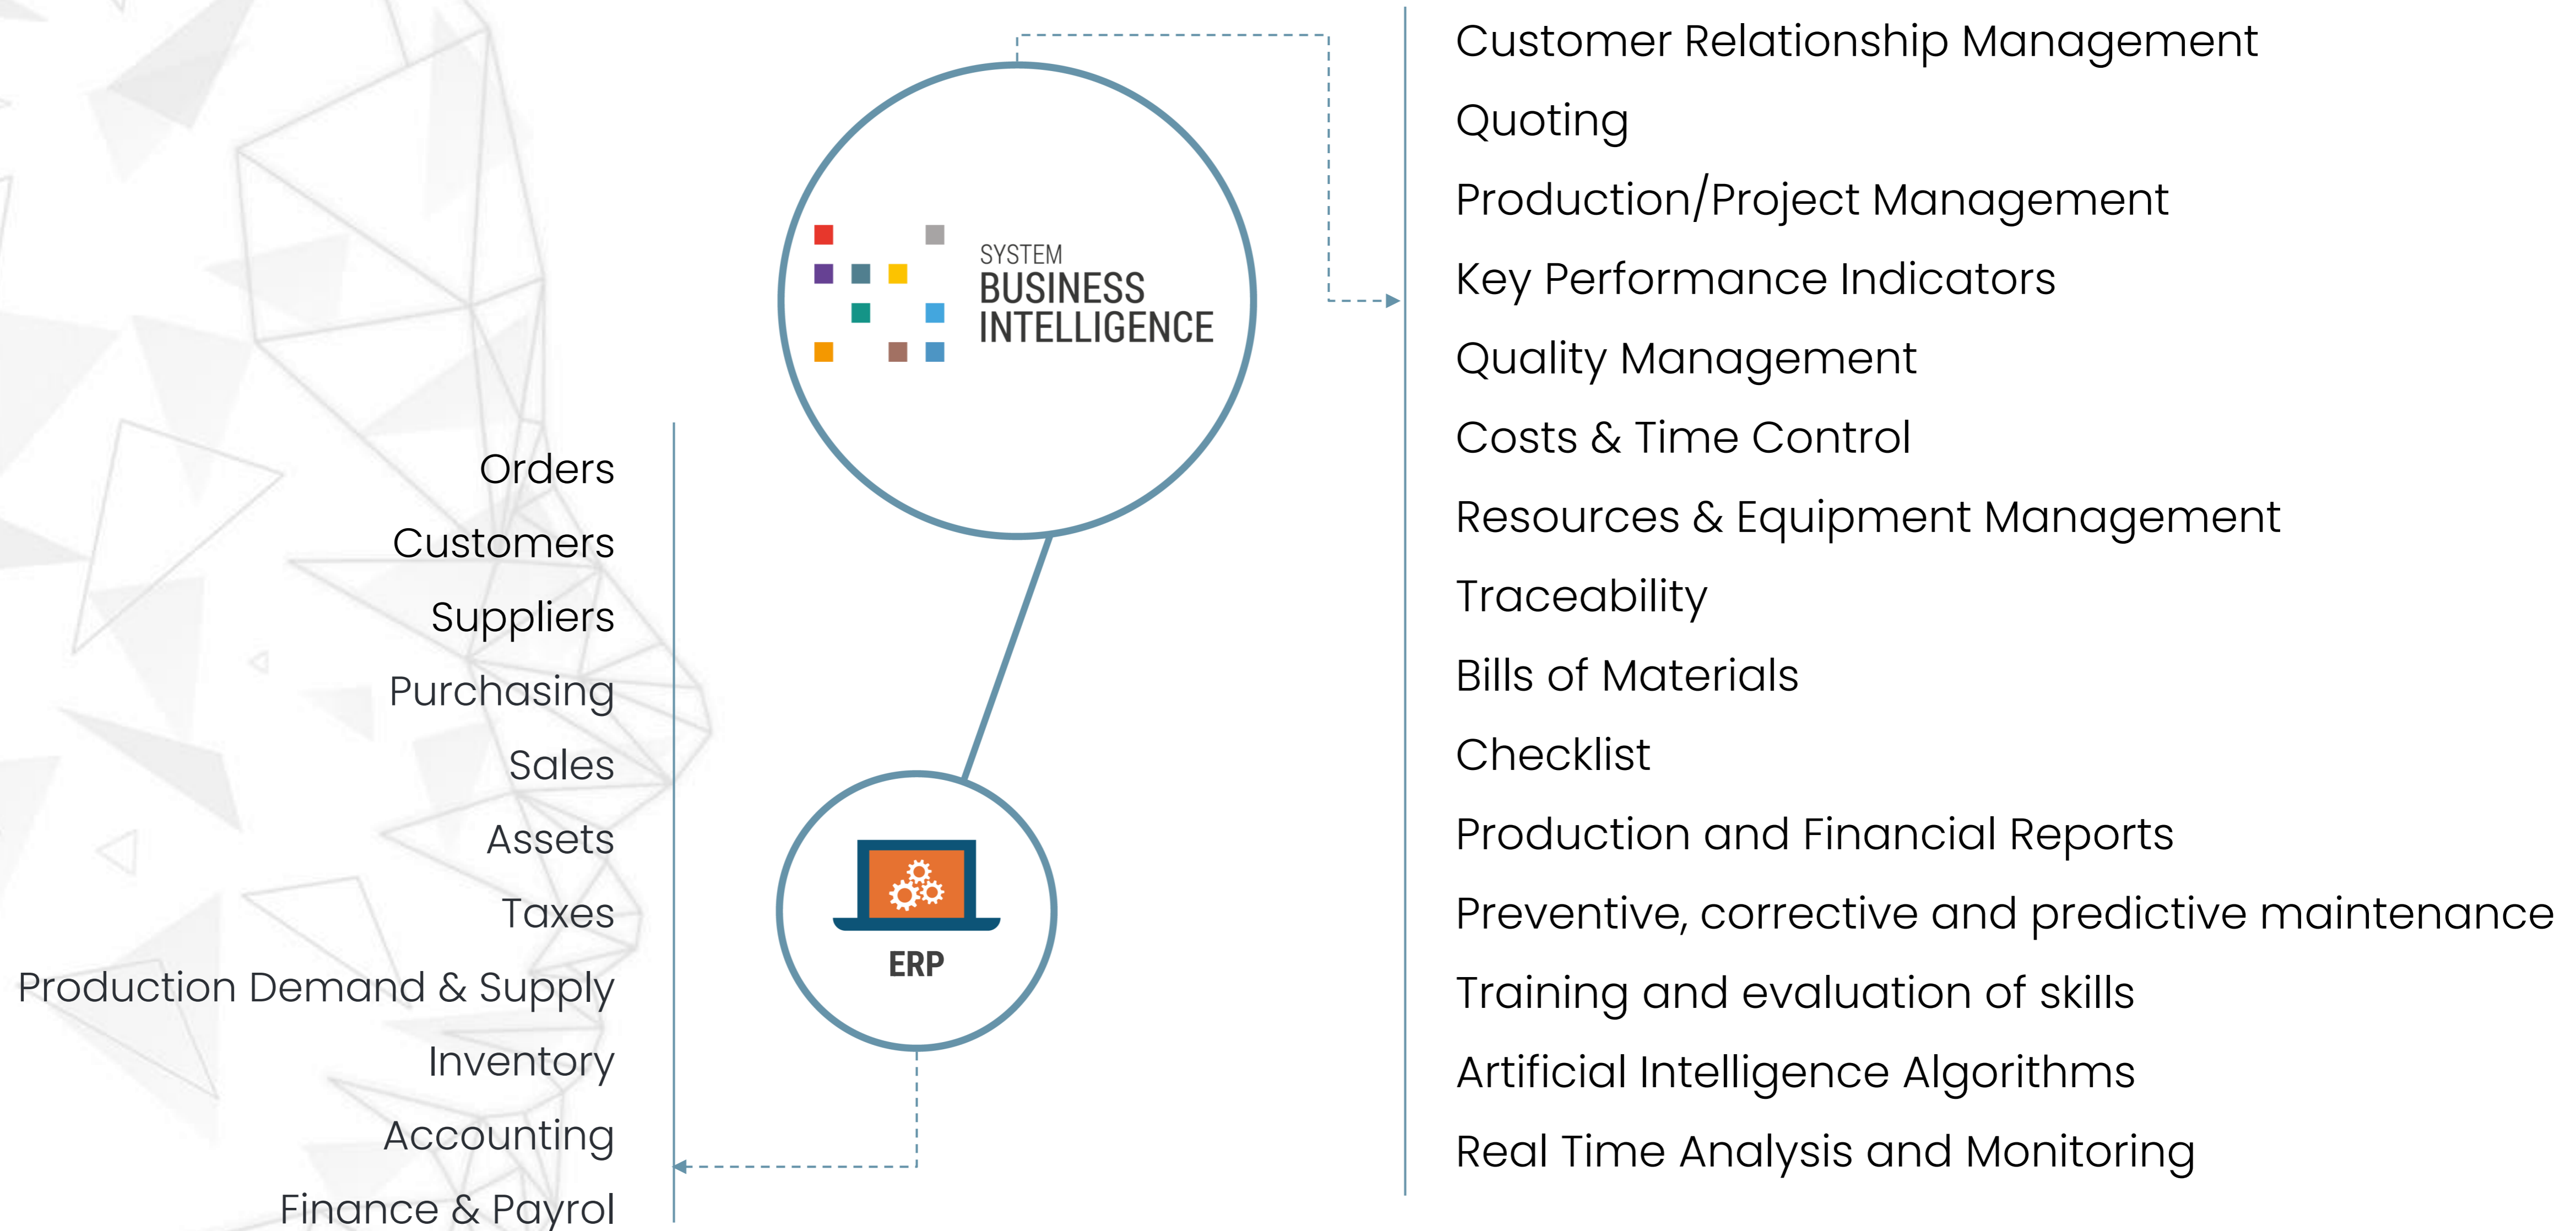 SYSTEM
BUSINESS
INTELLIGENCE
Customer Relationship Management
Quoting
Production/Project Management
Key Performance Indicators
Quality Management
Costs & Time Control
Resources & Equipment Management
Traceability
Bills of Materials
Checklist
Production and Financial Reports
Preventive, corrective and predictive maintenance
Training and evaluation of skills
Artificial Intelligence Algorithms
Real Time Analysis and Monitoring
ERP
Orders
Customers
Suppliers
Purchasing
Sales
Assets
Taxes
Production Demand & Supply
Inventory
Accounting
Finance & Payrol